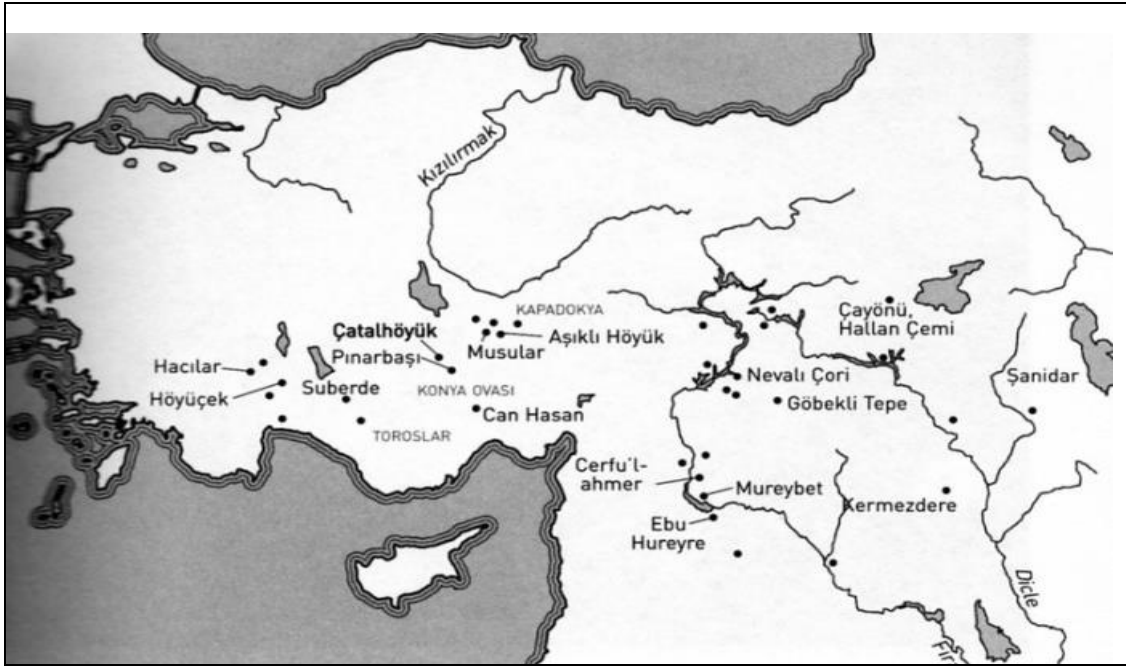 Kızılırmak
KAPADOKYA
Çatalhöyük
Aşıklı Höyük
Musular
Pınarbaşı
Hacılar
Höyüçek
Suberde
KONYA OVASI
Can Hasan
TOROSLAR
Çayönü,
Hallan Çemi
Nevalı Çori
Göbekli Tepe
Şanidar
Cerfu'l-
ahmer
Mureybet
Kermezdere
Ebu
Hureyre
Dicle